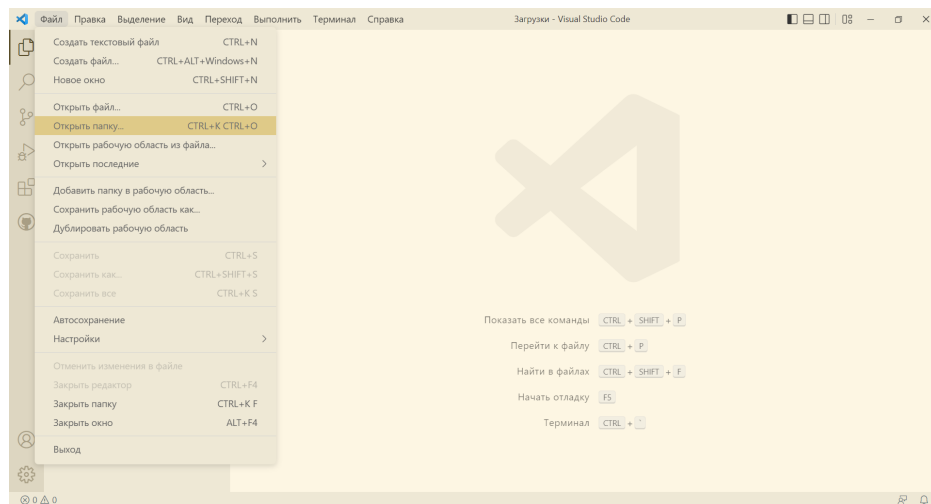 Файл Правка Выделение Вид Переход Выполнить Терминал Справка Загрузки - Visual Studio Code
Создать текстовый файл CTRL+N
Создать файл... CTRL+ALT+Windows+N
Новое окно CTRL+SHIFT+N
Открыть файл... CTRL+O
Открыть папку... CTRL+K CTRL+O
Открыть рабочую область из файла...
Открыть последние
Добавить папку в рабочую область...
Сохранить рабочую область как...
Дублировать рабочую область
Сохранить CTRL+S
Сохранить как... CTRL+SHIFT+S
Сохранить все CTRL+K S
Автосохранение
Настройки
Отменить изменения в файле
Закрыть редактор CTRL+F4
Закрыть папку CTRL+K F
Закрыть окно ALT+F4
Выход
Показать все команды CTRL + SHIFT + P
Перейти к файлу CTRL + P
Найти в файлах CTRL + SHIFT + F
Начать отладку F5
Терминал CTRL + `
0 0